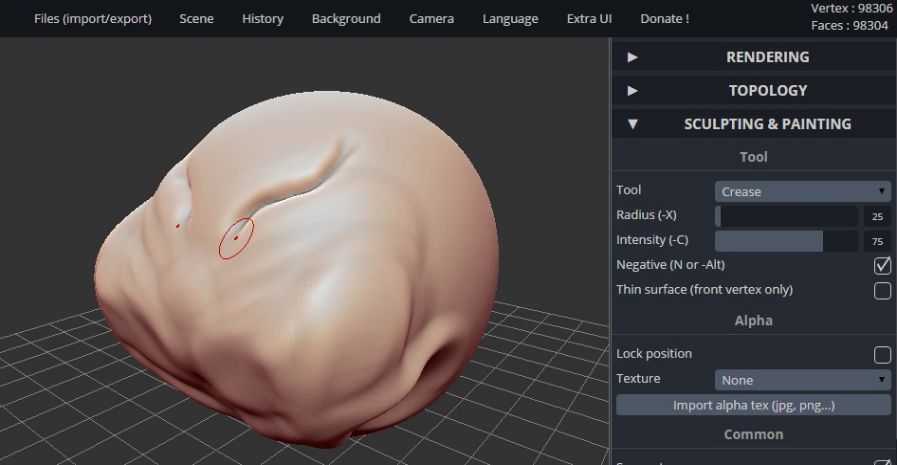 Files (import/export) Scene History Background Camera Language Extra UI Donate ! Vertex : 98306
Faces : 98304
RENDERING
TOPOLOGY
SCULPTING & PAINTING
Tool
Tool Crease
Radius (-X) 25
Intensity (-C) 75
Negative (N or -Alt)
Thin surface (front vertex only)
Alpha
Lock position
Texture None
Import alpha tex (jpg, png...)
Common